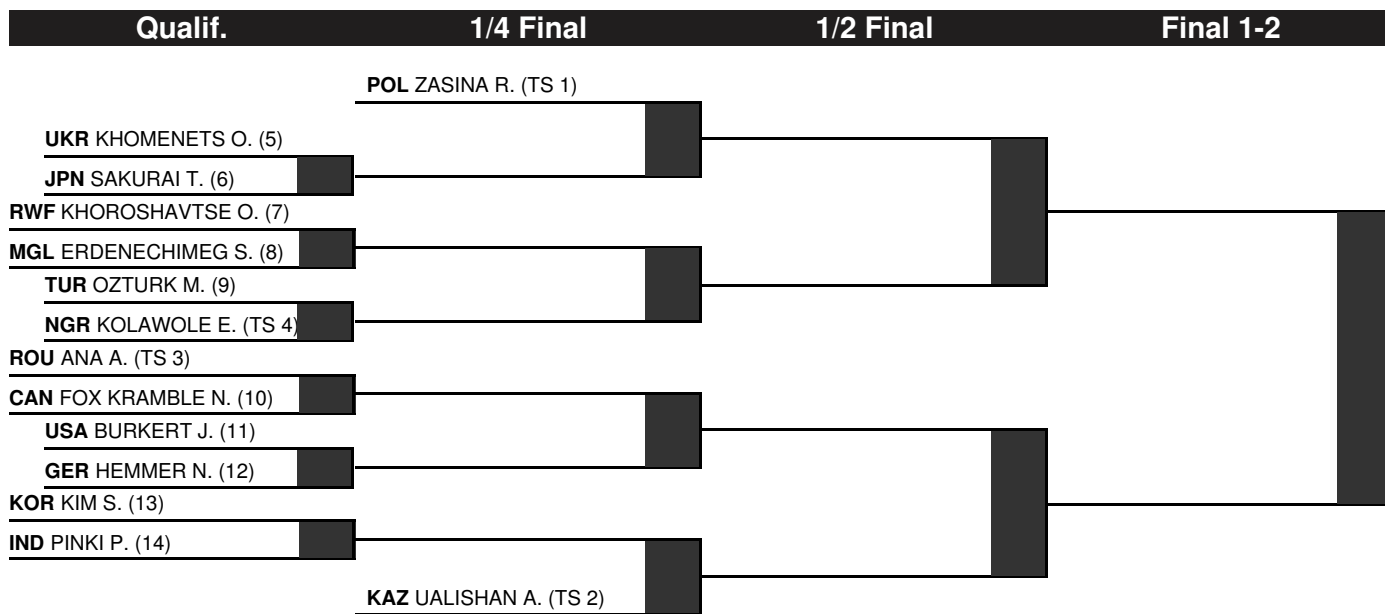 Qualif. 1/4 Final 1/2 Final Final 1-2
POL ZASINA R. (TS 1)
UKR KHOMENETS O. (5)
JPN SAKURAI T. (6)
RWF KHOROSHAVTSE O. (7)
MGL ERDENECHIMEG S. (8)
TUR OZTURK M. (9)
NGR KOLAWOLE E. (TS 4)
ROU ANA A. (TS 3)
CAN FOX KRAMBLE N. (10)
USA BURKERT J. (11)
GER HEMMER N. (12)
KOR KIM S. (13)
IND PINKI P. (14)
KAZ UALISHAN A. (TS 2)